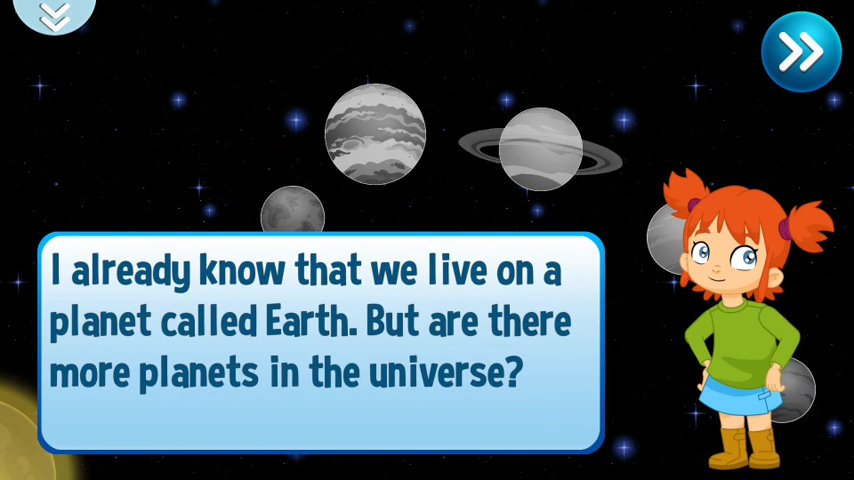 I already know that we live on a
planet called Earth. But are there
more planets in the universe?